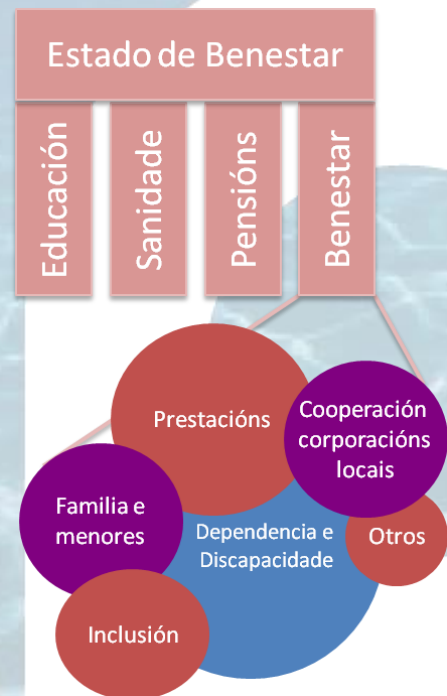 Estado de Benestar
Educación
Sanidade
Pensións
Benestar
Prestacións
Cooperación
corporacións
locais
Familia e
menores
Dependencia e
Discapacidade
Otros
Inclusión